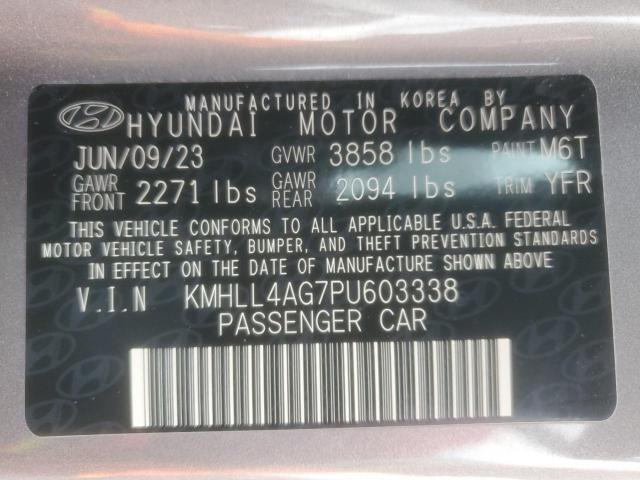 MANUFACTURED IN KOREA BY
HYUNDAI MOTOR COMPANY
JUN/09/23 GVWR 3858 lbs PAINT M6T
GAWR FRONT 2271 lbs GAWR REAR 2094 lbs TRIM YFR
THIS VEHICLE CONFORMS TO ALL APPLICABLE U.S.A. FEDERAL
MOTOR VEHICLE SAFETY, BUMPER, AND THEFT PREVENTION STANDARDS
IN EFFECT ON THE DATE OF MANUFACTURE SHOWN ABOVE
V.I.N KMHLL4AG7PU603338
PASSENGER CAR